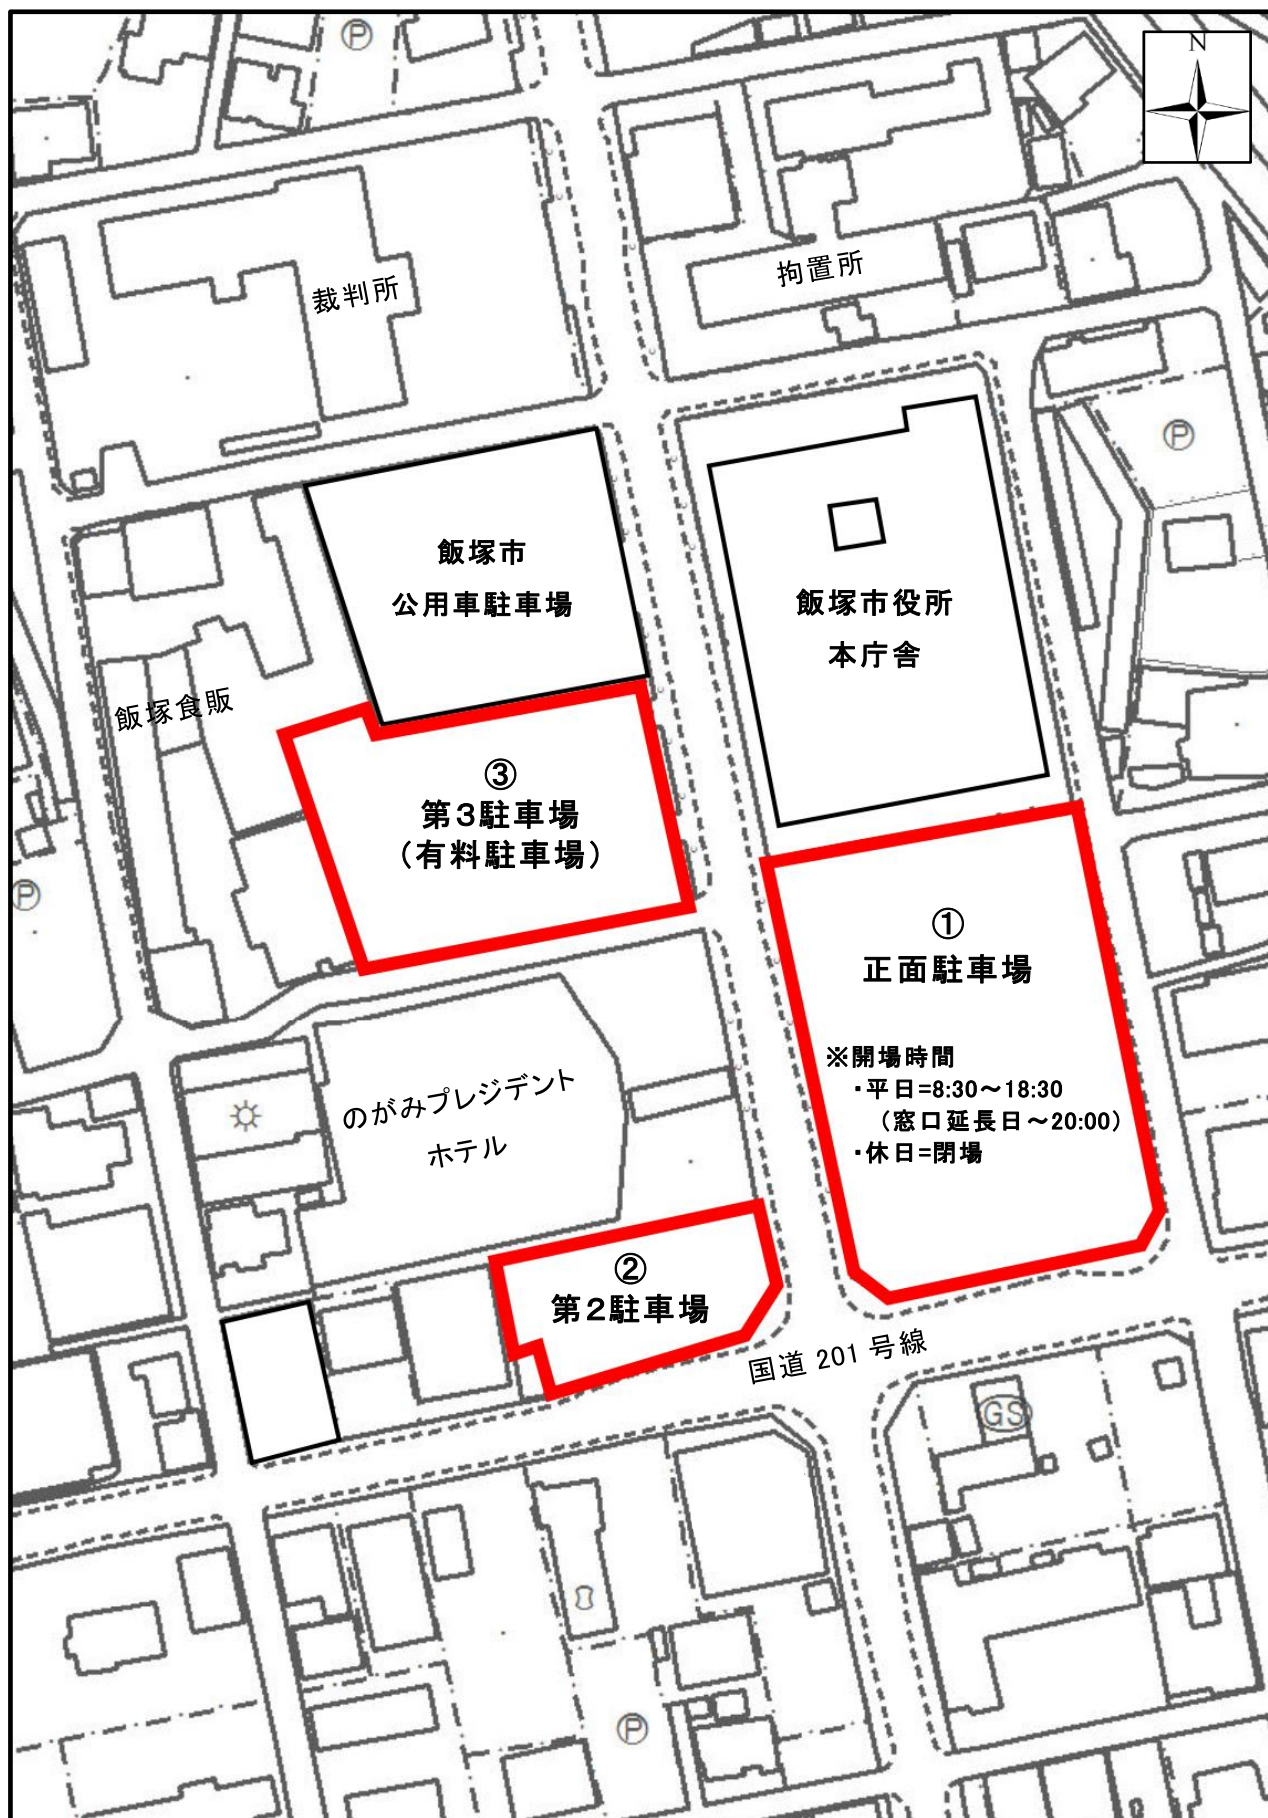 Ⓟ
N
拘置所
裁判所
Ⓟ
飯塚市
公用車駐車場
飯塚市役所
本庁舎
飯塚食販
③
第3駐車場
（有料駐車場）
Ⓟ
①
正面駐車場
※開場時間
・平日=8:30～18:30
（窓口延長日～20:00）
・休日=閉場
のがみプレジデント
ホテル
②
第2駐車場
国道 201 号線
GS
Ⓟ